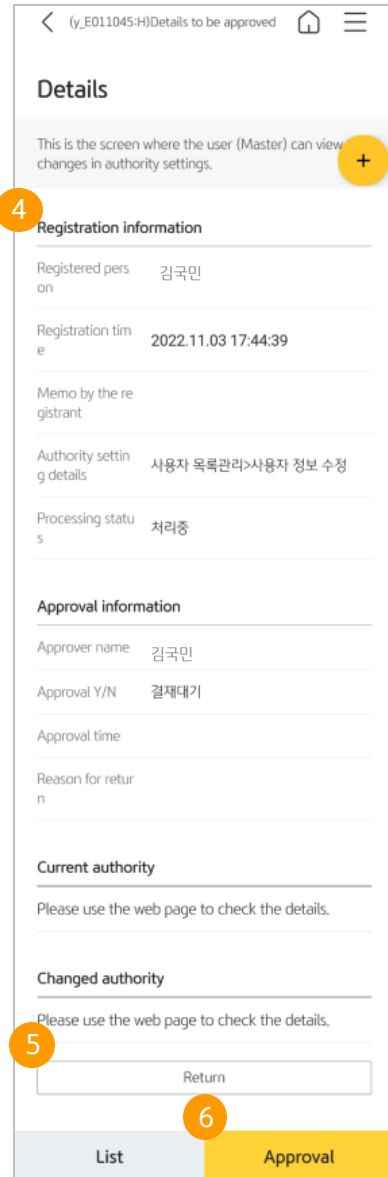 (y_E011045:H)Details to be approved
Details
This is the screen where the user (Master) can view
changes in authority settings.
+
4
Registration information
Registered pers
on
김국민
Registration tim
e
2022.11.03 17:44:39
Memo by the re
gistrant
Authority settin
g details
사용자 목록관리>사용자 정보 수정
Processing statu
s
처리중
Approval information
Approver name
김국민
Approval Y/N
결재대기
Approval time
Reason for retur
n
Current authority
Please use the web page to check the details.
Changed authority
Please use the web page to check the details.
5
Return
6
List
Approval